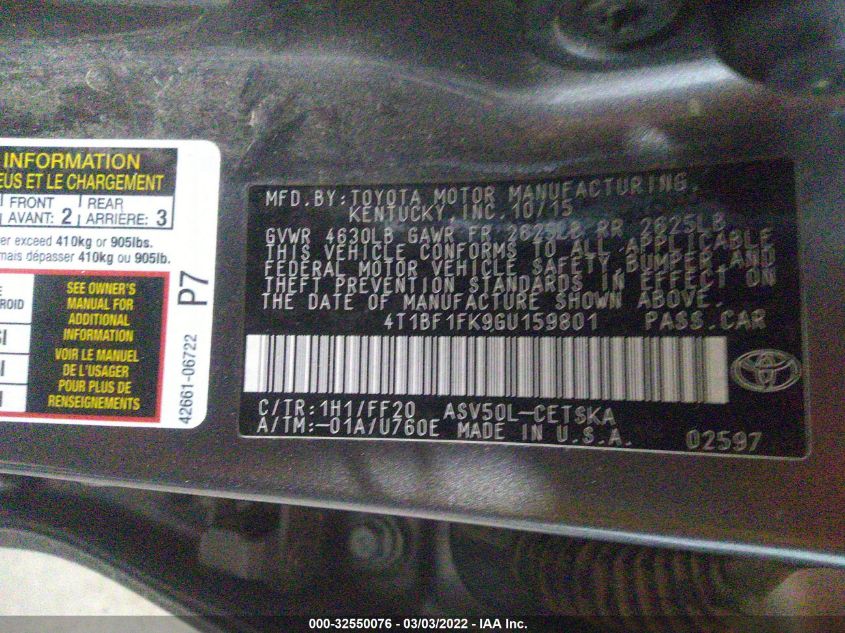 INFORMATION
EUS ET LE CHARGEMENT
FRONT REAR
AVANT: 2 ARRIÈRE: 3
er exceed 410kg or 905lbs.
mais dépasser 410kg ou 905lb.
SEE OWNER'S
MANUAL FOR
ADDITIONAL
INFORMATION
VOIR LE MANUEL
DE L'USAGER
POUR PLUS DE
RENSEIGNEMENTS
P7
42661-06722
MFD. BY: TOYOTA MOTOR MANUFACTURING,
KENTUCKY, INC. 10/15
GVWR 4630LB GAWR FR 2625LB RR 2625LB
THIS VEHICLE CONFORMS TO ALL APPLICABLE
FEDERAL MOTOR VEHICLE SAFETY, BUMPER AND
THEFT PREVENTION STANDARDS IN EFFECT ON
THE DATE OF MANUFACTURE SHOWN ABOVE.
4T1BF1FK9GU159801 PASS.CAR
C/TR: 1H1/FF20 ASV50L-CETSKA
A/TM:-01A/U760E MADE IN U.S.A. 02597
000-32550076 - 03/03/2022 - IAA Inc.